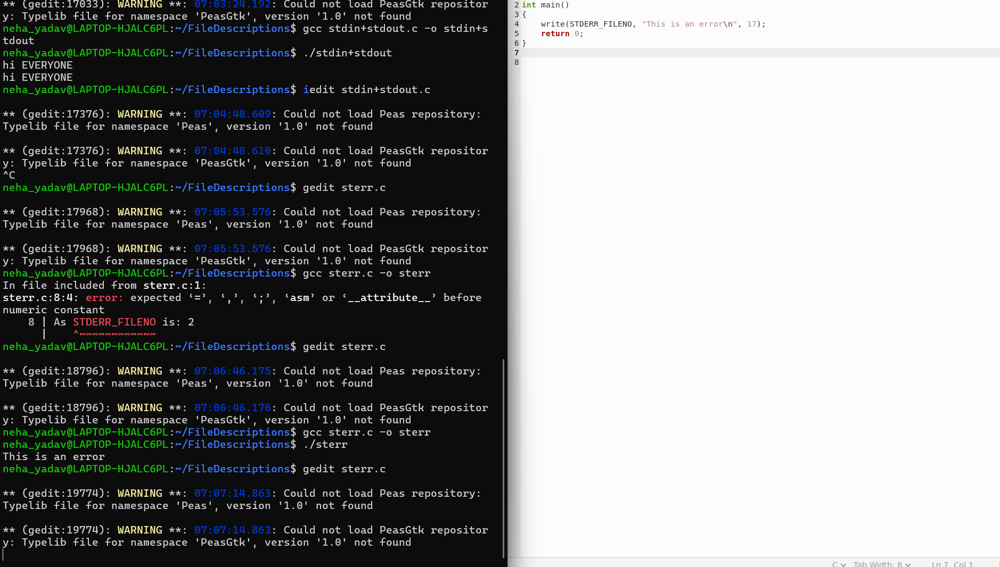 ** (gedit:17033): WARNING **: 07:03:24.192: Could not load PeasGtk repositor
y: Typelib file for namespace 'PeasGtk', version '1.0' not found
neha_yadav@LAPTOP-HJALC6PL:~/FileDescriptions$ gcc stdin+stdout.c -o stdin+s
tdout
neha_yadav@LAPTOP-HJALC6PL:~/FileDescriptions$ ./stdin+stdout
hi EVERYONE
hi EVERYONE
neha_yadav@LAPTOP-HJALC6PL:~/FileDescriptions$ iedit stdin+stdout.c

** (gedit:17376): WARNING **: 07:04:48.609: Could not load Peas repository:
Typelib file for namespace 'Peas', version '1.0' not found

** (gedit:17376): WARNING **: 07:04:48.610: Could not load PeasGtk repositor
y: Typelib file for namespace 'PeasGtk', version '1.0' not found
^C
neha_yadav@LAPTOP-HJALC6PL:~/FileDescriptions$ gedit sterr.c

** (gedit:17968): WARNING **: 07:05:53.576: Could not load Peas repository:
Typelib file for namespace 'Peas', version '1.0' not found

** (gedit:17968): WARNING **: 07:05:53.576: Could not load PeasGtk repositor
y: Typelib file for namespace 'PeasGtk', version '1.0' not found
neha_yadav@LAPTOP-HJALC6PL:~/FileDescriptions$ gcc sterr.c -o sterr
In file included from sterr.c:1:
sterr.c:8:4: error: expected ‘=’, ‘,’, ‘;’, ‘asm’ or ‘__attribute__’ before
numeric constant
    8 | As STDERR_FILENO is: 2
      |    ^~~~~~~~~~~~~
neha_yadav@LAPTOP-HJALC6PL:~/FileDescriptions$ gedit sterr.c

** (gedit:18796): WARNING **: 07:06:46.175: Could not load Peas repository:
Typelib file for namespace 'Peas', version '1.0' not found

** (gedit:18796): WARNING **: 07:06:46.176: Could not load PeasGtk repositor
y: Typelib file for namespace 'PeasGtk', version '1.0' not found
neha_yadav@LAPTOP-HJALC6PL:~/FileDescriptions$ gcc sterr.c -o sterr
neha_yadav@LAPTOP-HJALC6PL:~/FileDescriptions$ ./sterr
This is an error
neha_yadav@LAPTOP-HJALC6PL:~/FileDescriptions$ gedit sterr.c

** (gedit:19774): WARNING **: 07:07:14.863: Could not load Peas repository:
Typelib file for namespace 'Peas', version '1.0' not found

** (gedit:19774): WARNING **: 07:07:14.863: Could not load PeasGtk repositor
y: Typelib file for namespace 'PeasGtk', version '1.0' not found
2 int main()
3 {
4     write(STDERR_FILENO, "This is an error\n", 17);
5     return 0;
6 }
7
8
C Tab Width: 8 Ln 7, Col 1